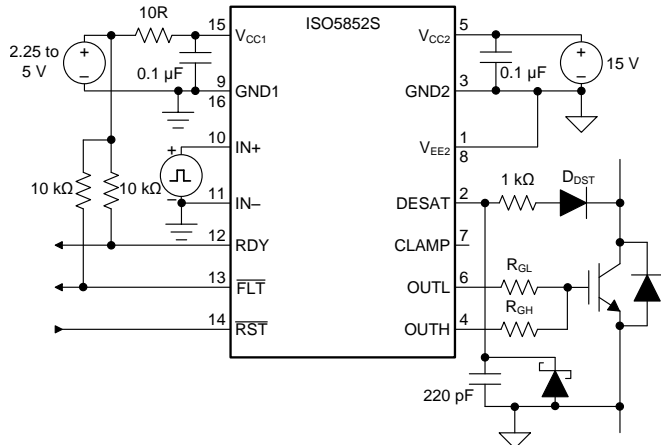 ISO5852S
10R
15
V_CC1
2.25 to
5 V
+
−
0.1 µF
9
GND1
16
10
IN+
+
−
10 kΩ
10 kΩ
11
IN–
12
RDY
13
F̅L̅T̅
14
R̅S̅T̅
5
V_CC2
0.1 µF
+
−
15 V
3
GND2
1
V_EE2
8
2
DESAT
1 kΩ
D_DST
7
CLAMP
6
OUTL
R_GL
4
OUTH
R_GH
220 pF